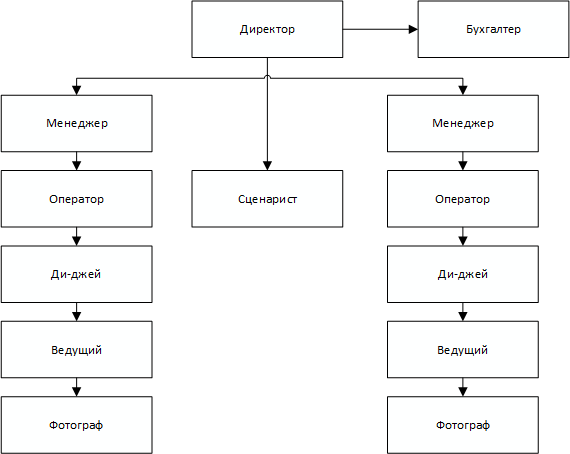 Директор
Бухгалтер
Менеджер
Менеджер
Оператор
Сценарист
Оператор
Ди-джей
Ди-джей
Ведущий
Ведущий
Фотограф
Фотограф